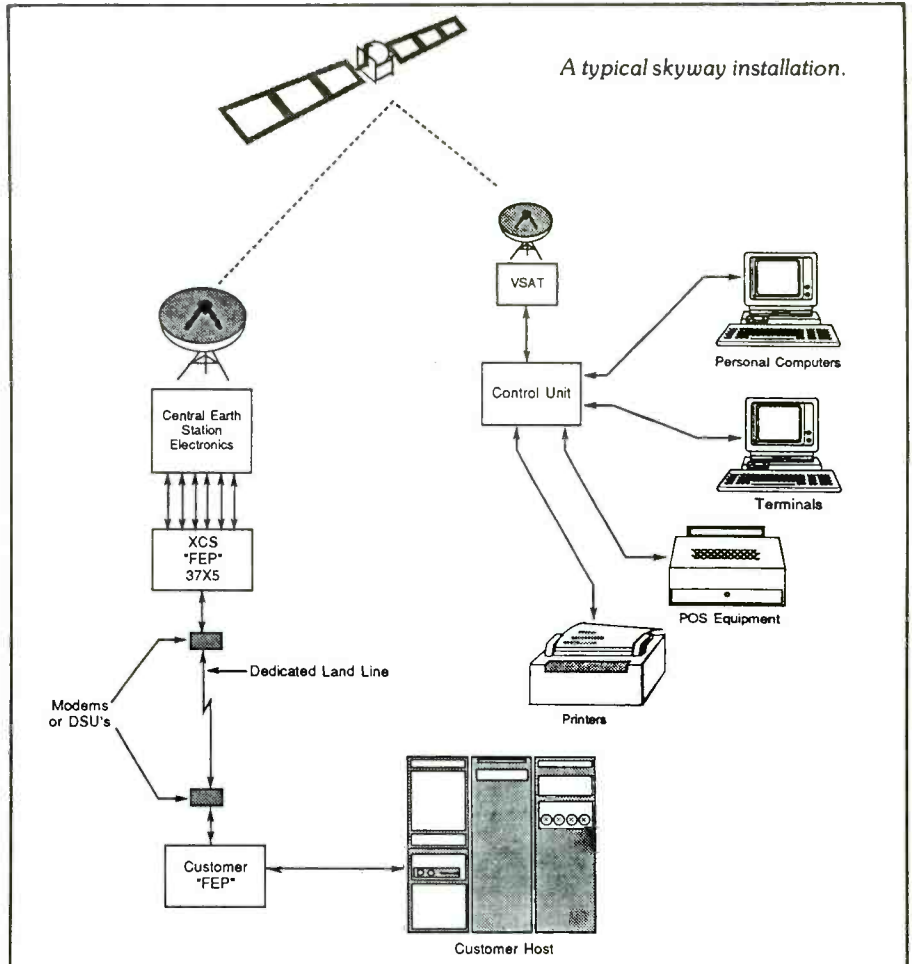 A typical skyway installation.
VSAT
Central Earth
Station
Electronics
Control Unit
Personal Computers
Terminals
XCS
"FEP"
37X5
POS Equipment
Dedicated Land Line
Modems
or DSU's
Printers
Customer
"FEP"
Customer Host